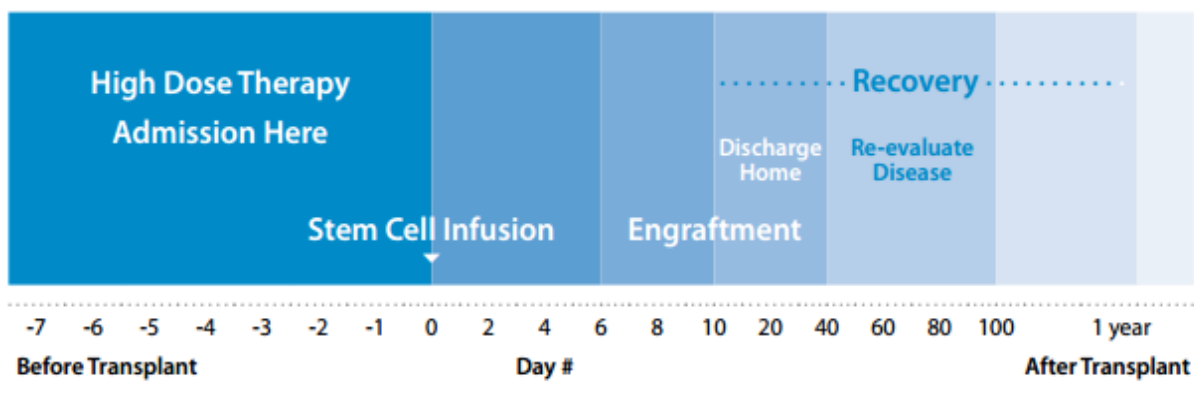 High Dose Therapy
Admission Here
Recovery
Discharge
Home
Re-evaluate
Disease
Stem Cell Infusion
Engraftment
-7 -6 -5 -4 -3 -2 -1 0 2 4 6 8 10 20 40 60 80 100 1 year
Before Transplant Day # After Transplant